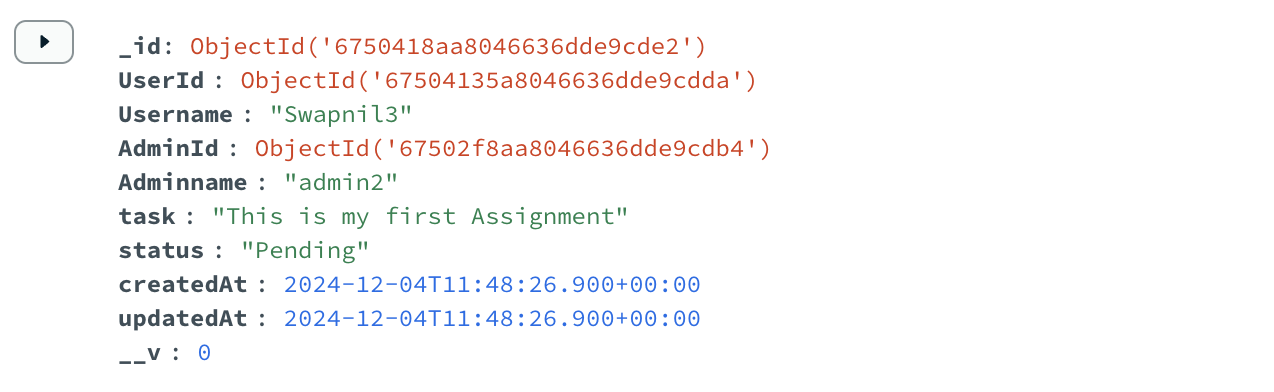 _id: ObjectId('6750418aa8046636dde9cde2')
UserId : ObjectId('67504135a8046636dde9cdda')
Username : "Swapnil3"
AdminId : ObjectId('67502f8aa8046636dde9cdb4')
Adminname : "admin2"
task : "This is my first Assignment"
status : "Pending"
createdAt : 2024-12-04T11:48:26.900+00:00
updatedAt : 2024-12-04T11:48:26.900+00:00
__v : 0